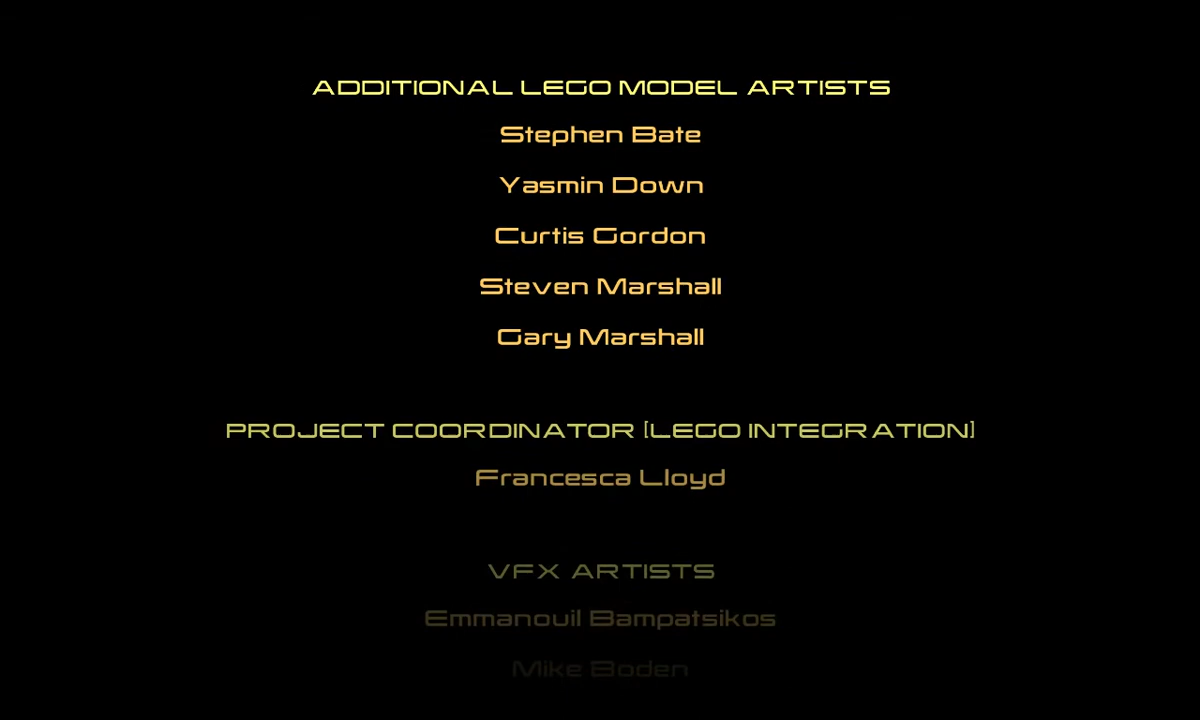 ADDITIONAL LEGO MODEL ARTISTS
Stephen Bate
Yasmin Down
Curtis Gordon
Steven Marshall
Gary Marshall
PROJECT COORDINATOR [LEGO INTEGRATION]
Francesca Lloyd
VFX ARTISTS
Emmanouil Bampatsikos
Mike Boden